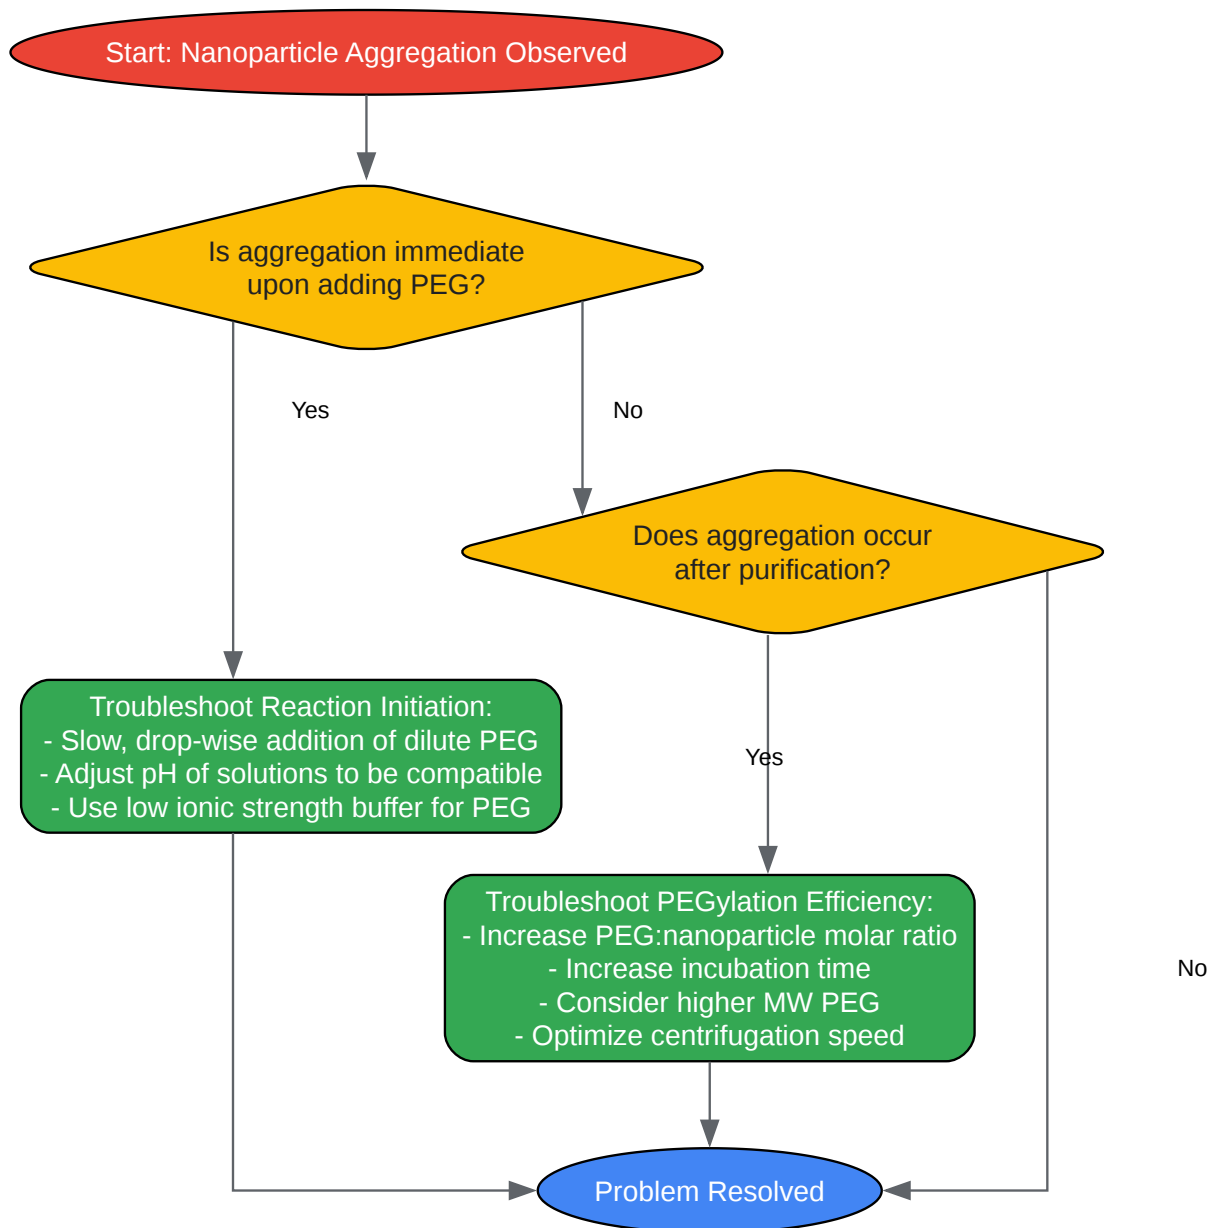 Start: Nanoparticle Aggregation Observed
Is aggregation immediate
upon adding PEG?
Yes
No
Does aggregation occur
after purification?
Troubleshoot Reaction Initiation:
- Slow, drop-wise addition of dilute PEG
- Adjust pH of solutions to be compatible
- Use low ionic strength buffer for PEG
Yes
Troubleshoot PEGylation Efficiency:
- Increase PEG:nanoparticle molar ratio
- Increase incubation time
- Consider higher MW PEG
- Optimize centrifugation speed
No
Problem Resolved